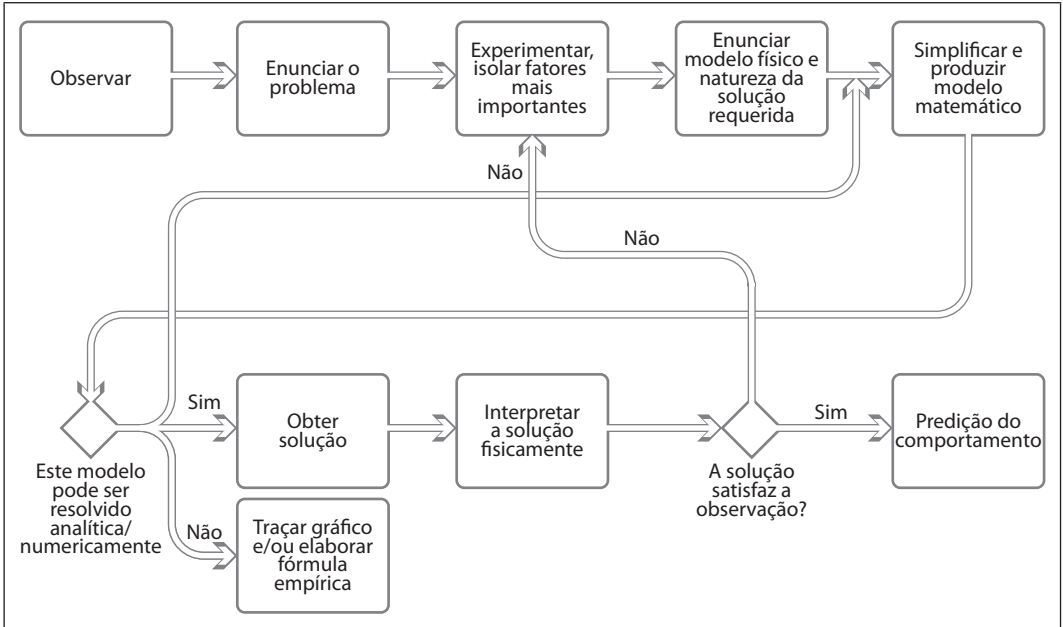 Observar
Enunciar o
problema
Experimentar,
isolar fatores
mais
importantes
Enunciar
modelo físico e
natureza da
solução
requerida
Simplificar e
produzir
modelo
matemático
Não
Não
Sim
Obter
solução
Interpretar
a solução
fisicamente
Sim
Predição do
comportamento
Este modelo
pode ser
resolvido
analítica/
numericamente
A solução
satisfaz a
observação?
Não
Traçar gráfico
e/ou elaborar
fórmula
empírica